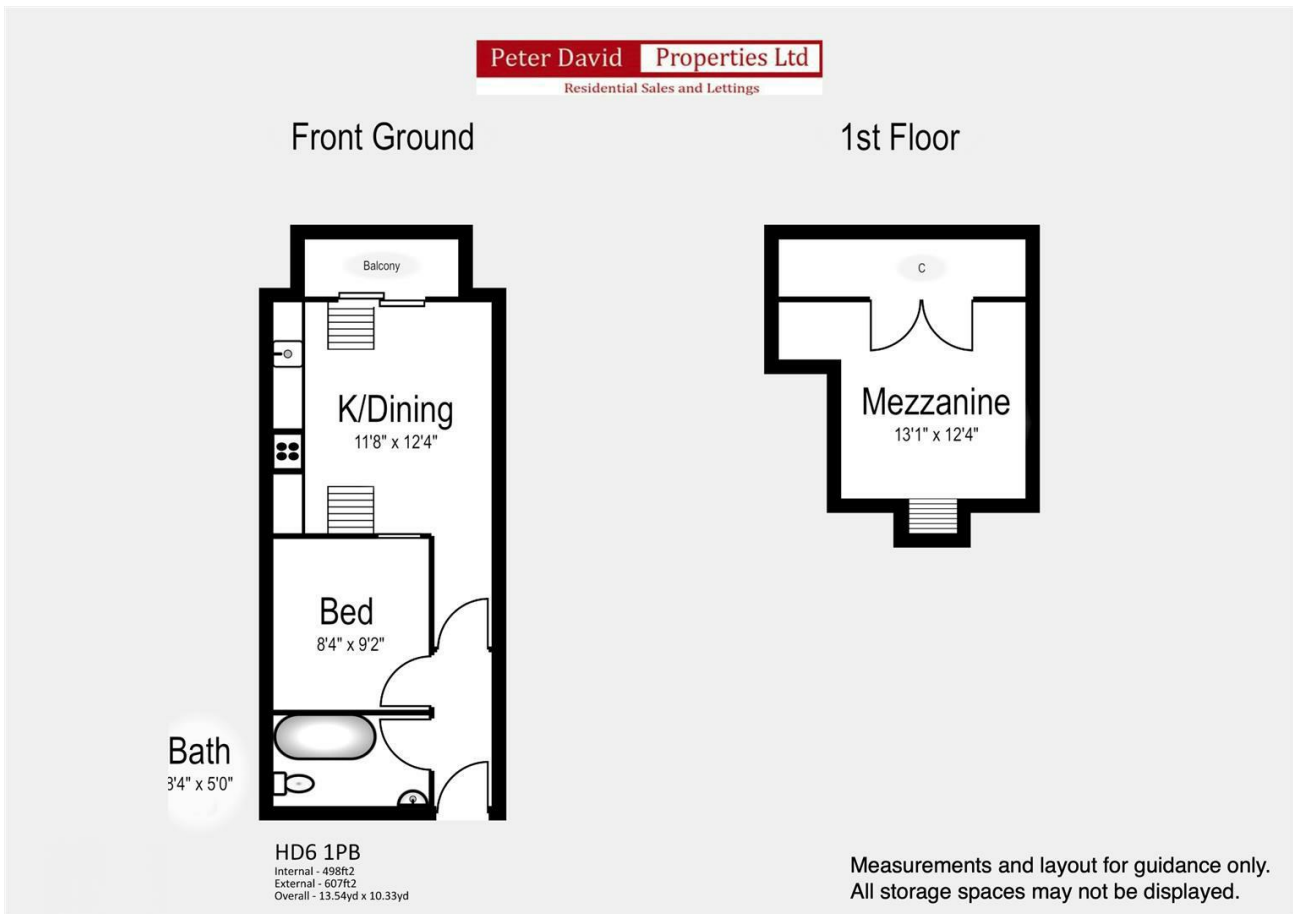 Peter David Properties Ltd
Residential Sales and Lettings
Front Ground
1st Floor
Balcony
K/Dining
11'8" x 12'4"
Bed
8'4" x 9'2"
Bath
8'4" x 5'0"
C
Mezzanine
13'1" x 12'4"
HD6 1PB
Internal - 498ft2
External - 607ft2
Overall - 13.54yd x 10.33yd
Measurements and layout for guidance only.
All storage spaces may not be displayed.